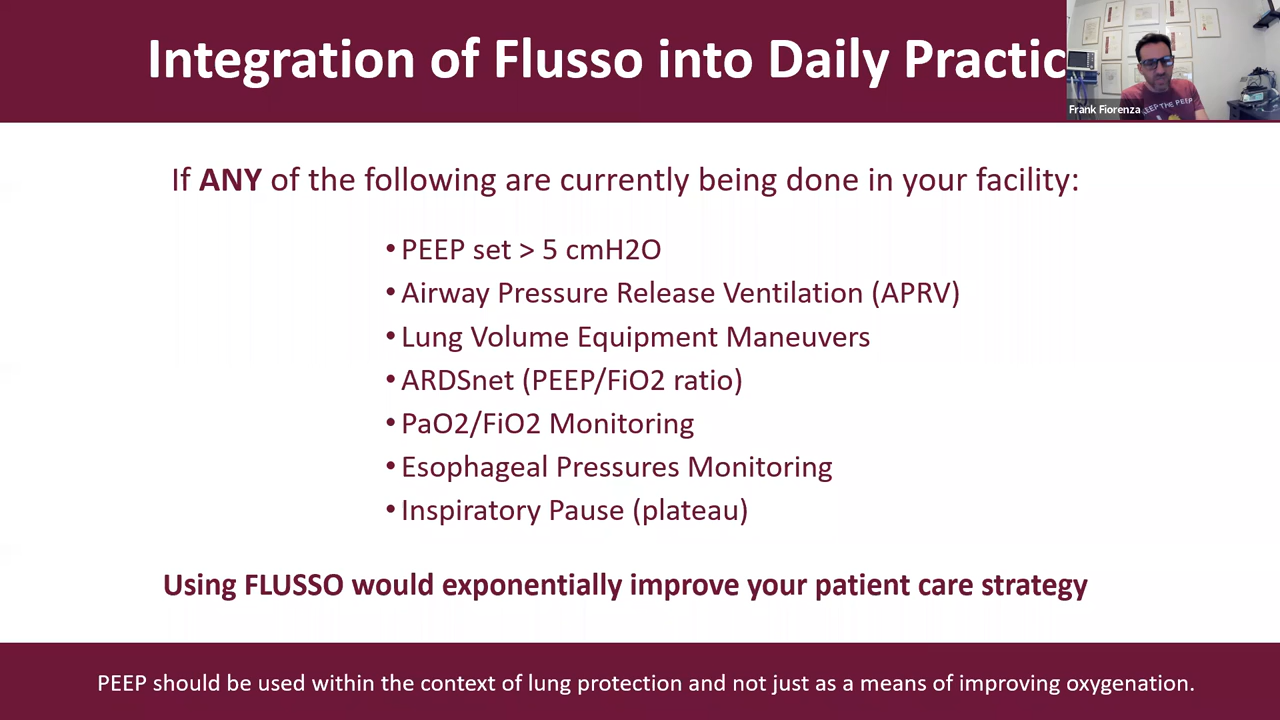 Integration of Flusso into Daily Practic
Frank Fiorenza
KEEP THE PEEP
If ANY of the following are currently being done in your facility:
• PEEP set > 5 cmH2O
• Airway Pressure Release Ventilation (APRV)
• Lung Volume Equipment Maneuvers
• ARDSnet (PEEP/FiO2 ratio)
• PaO2/FiO2 Monitoring
• Esophageal Pressures Monitoring
• Inspiratory Pause (plateau)
Using FLUSSO would exponentially improve your patient care strategy
PEEP should be used within the context of lung protection and not just as a means of improving oxygenation.